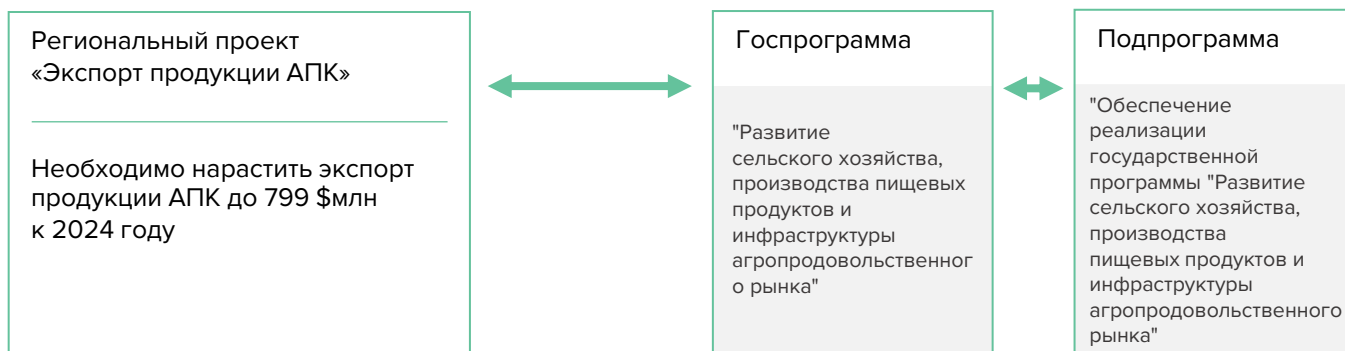 Региональный проект
«Экспорт продукции АПК»
Необходимо нарастить экспорт
продукции АПК до 799 $млн
к 2024 году
Госпрограмма
"Развитие
сельского хозяйства,
производства пищевых
продуктов и
инфраструктуры
агропродовольственног
о рынка"
Подпрограмма
"Обеспечение
реализации
государственной
программы "Развитие
сельского хозяйства,
производства
пищевых продуктов и
инфраструктуры
агропродовольственного
рынка"